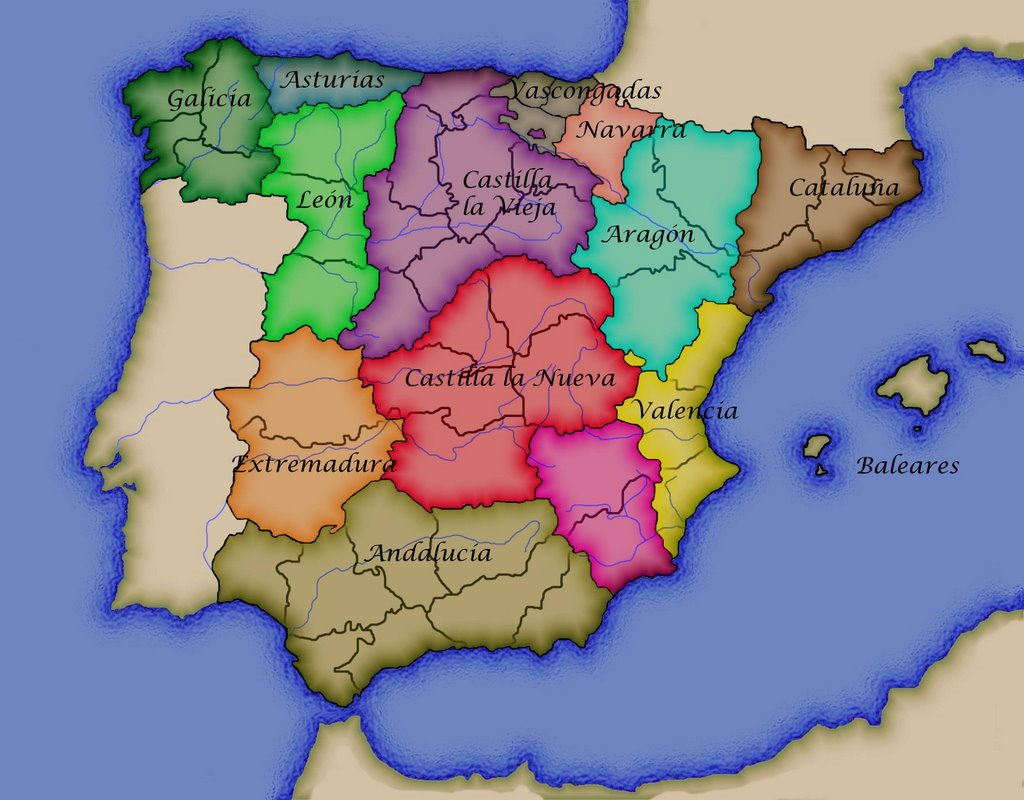 Asturias
Vascongadas
Galicia
Navarra
Castilla
la Vieja
Cataluña
León
Aragón
Castilla la Nueva
Valencia
Extremadura
Baleares
Andalucía